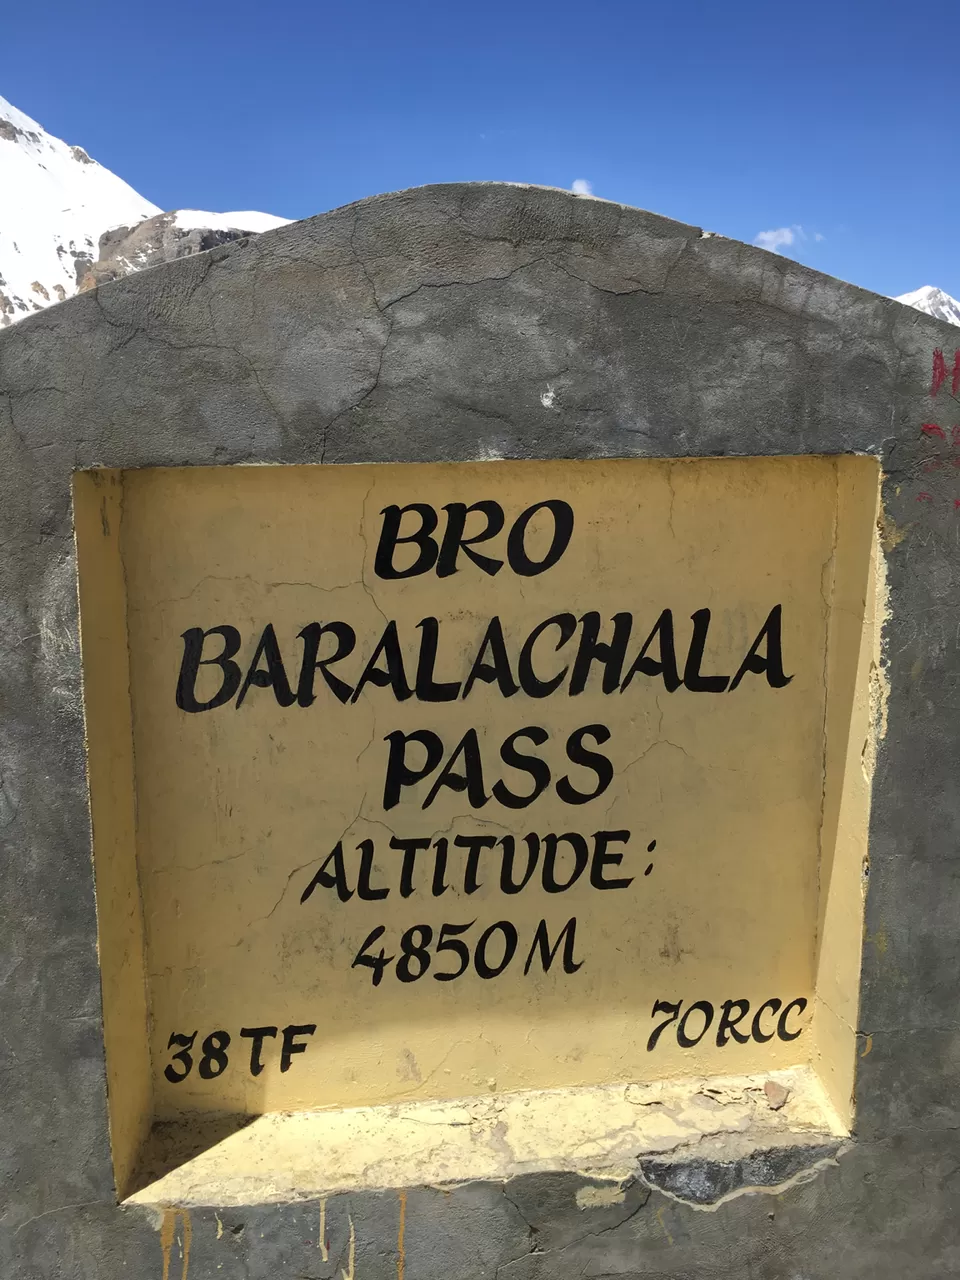 BRO
BARALACHALA
PASS
ALTITUDE:
4850M
38TF 70RCC